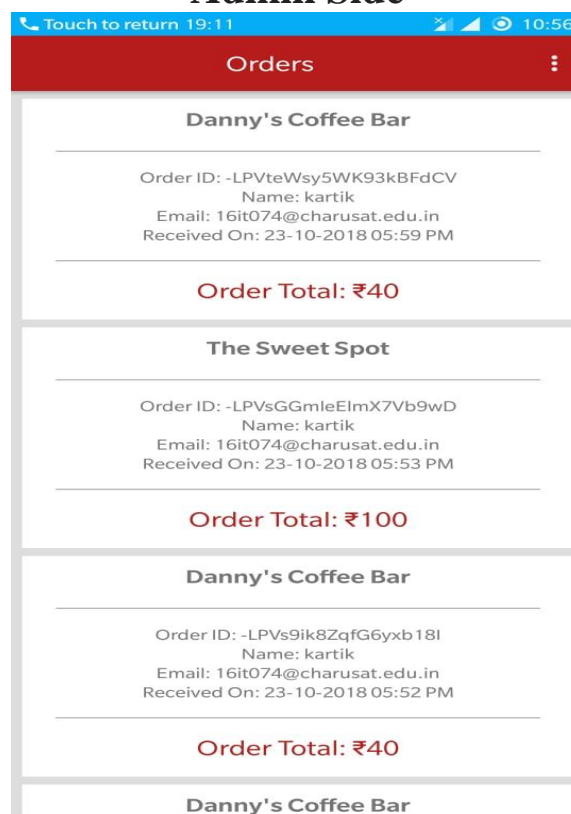 Admin Side
Touch to return 19:11 10:56
Orders
Danny's Coffee Bar
Order ID: -LPVteWsy5WK93kBFdCV
Name: kartik
Email: 16it074@charusat.edu.in
Received On: 23-10-2018 05:59 PM
Order Total: ₹40
The Sweet Spot
Order ID: -LPVsGGmleEImX7Vb9wD
Name: kartik
Email: 16it074@charusat.edu.in
Received On: 23-10-2018 05:53 PM
Order Total: ₹100
Danny's Coffee Bar
Order ID: -LPVs9ik8ZqfG6yxb18I
Name: kartik
Email: 16it074@charusat.edu.in
Received On: 23-10-2018 05:52 PM
Order Total: ₹40
Danny's Coffee Bar